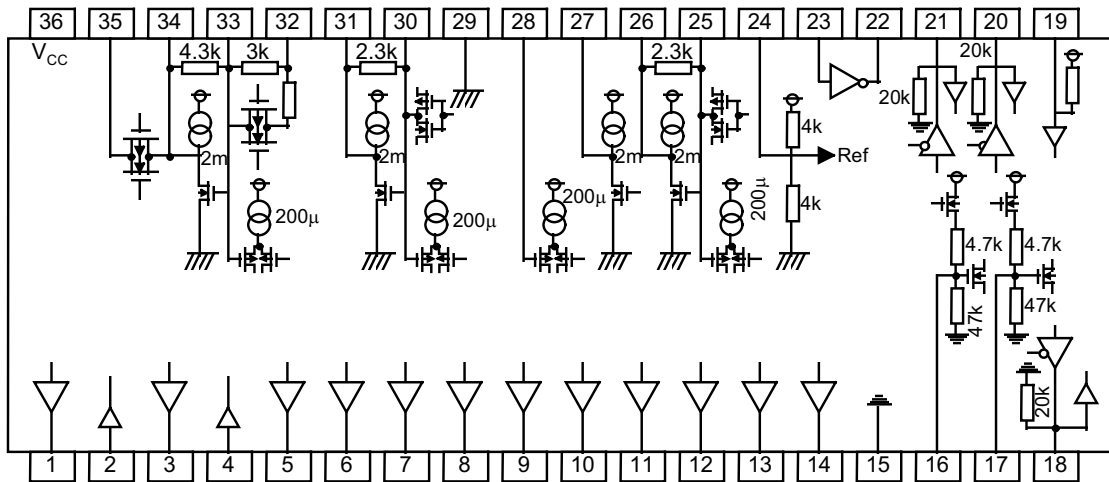 36 35 34 33 32 31 30 29 28 27 26 25 24 23 22 21 20 19
VCC
4.3k 3k 2.3k 2.3k 20k
20k 20k
4k Ref
2m 2m 2m 2m
4k
200µ 200µ 200µ 200µ
4.7k 4.7k
47k 47k
20k
1 2 3 4 5 6 7 8 9 10 11 12 13 14 15 16 17 18